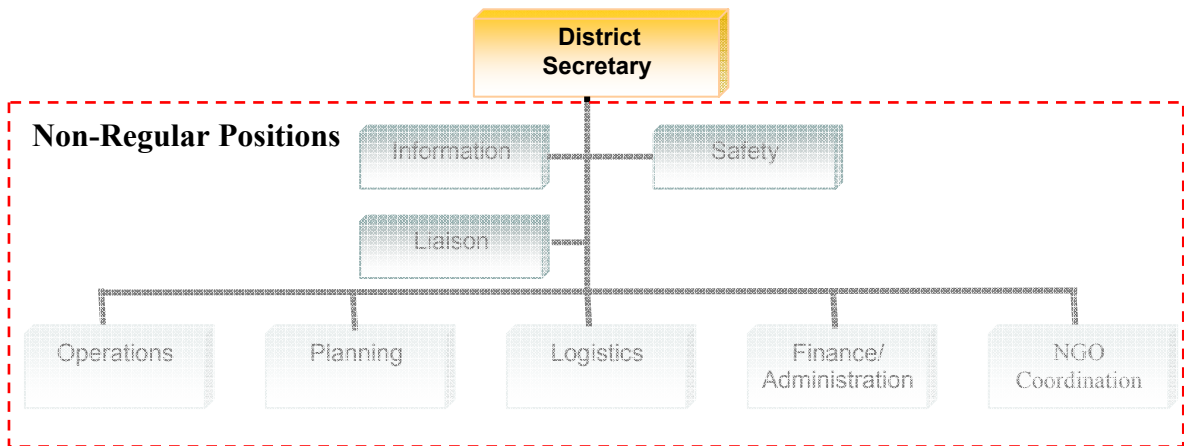 District
Secretary
Non-Regular Positions
Information
Safety
Liaison
Operations
Planning
Logistics
Finance/
Administration
NGO
Coordination